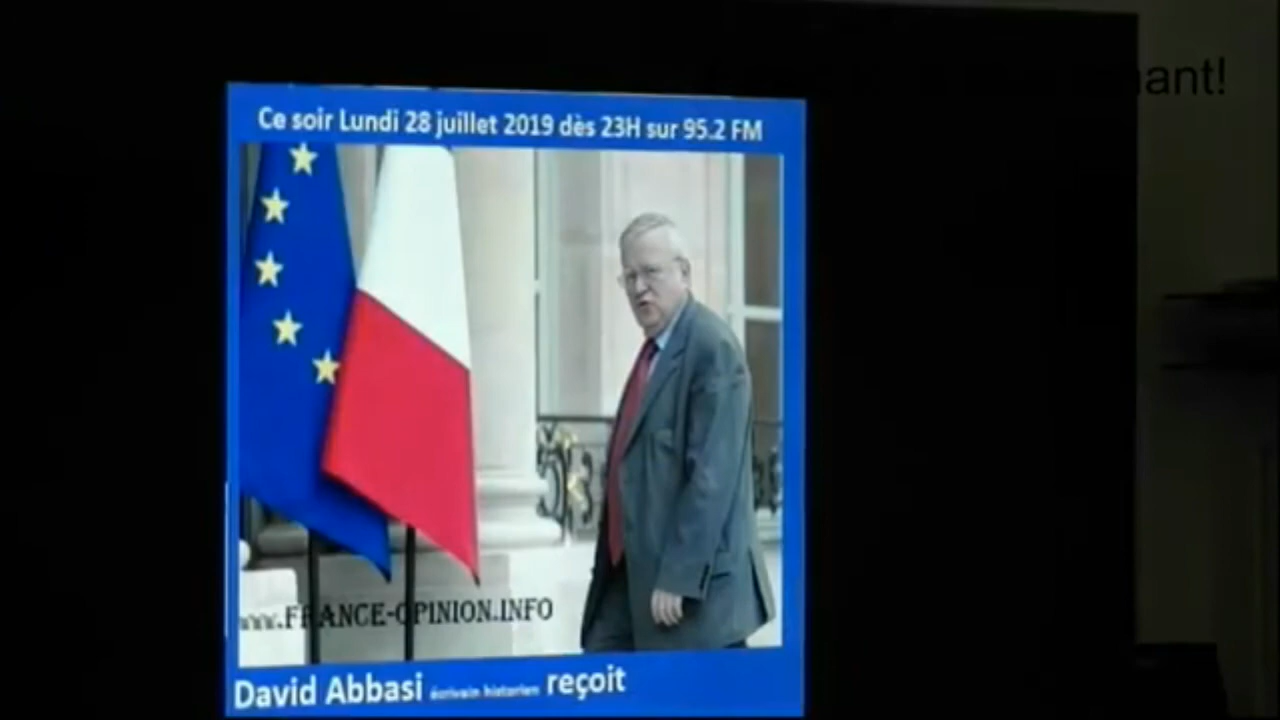 ant!
Ce soir Lundi 28 juillet 2019 dès 23H sur 95.2 FM
www.FRANCE-OPINION.INFO
David Abbasi écrivain historien reçoit